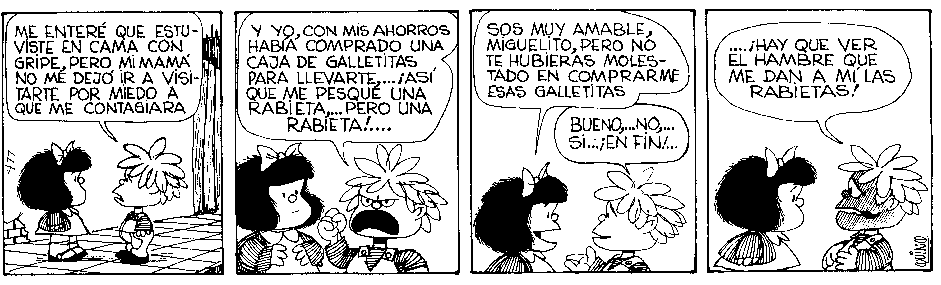 ME ENTERÉ QUE ESTU-
VISTE EN CAMA CON
GRIPE, PERO MI MAMÁ
NO ME DEJÓ IR A VISI-
TARTE POR MIEDO A
QUE ME CONTAGIARA
Y YO, CON MIS AHORROS
HABÍA COMPRADO UNA
CAJA DE GALLETITAS
PARA LLEVARTE,...¡ASÍ
QUE ME PESQUÉ UNA
RABIETA,...PERO UNA
RABIETA!....
SOS MUY AMABLE,
MIGUELITO, PERO NO
TE HUBIERAS MOLES-
TADO EN COMPRARME
ESAS GALLETITAS
BUENO,...NO,...
SÍ...¡EN FIN!...
....¡HAY QUE VER
EL HAMBRE QUE
ME DAN A MÍ LAS
RABIETAS!
QUINO